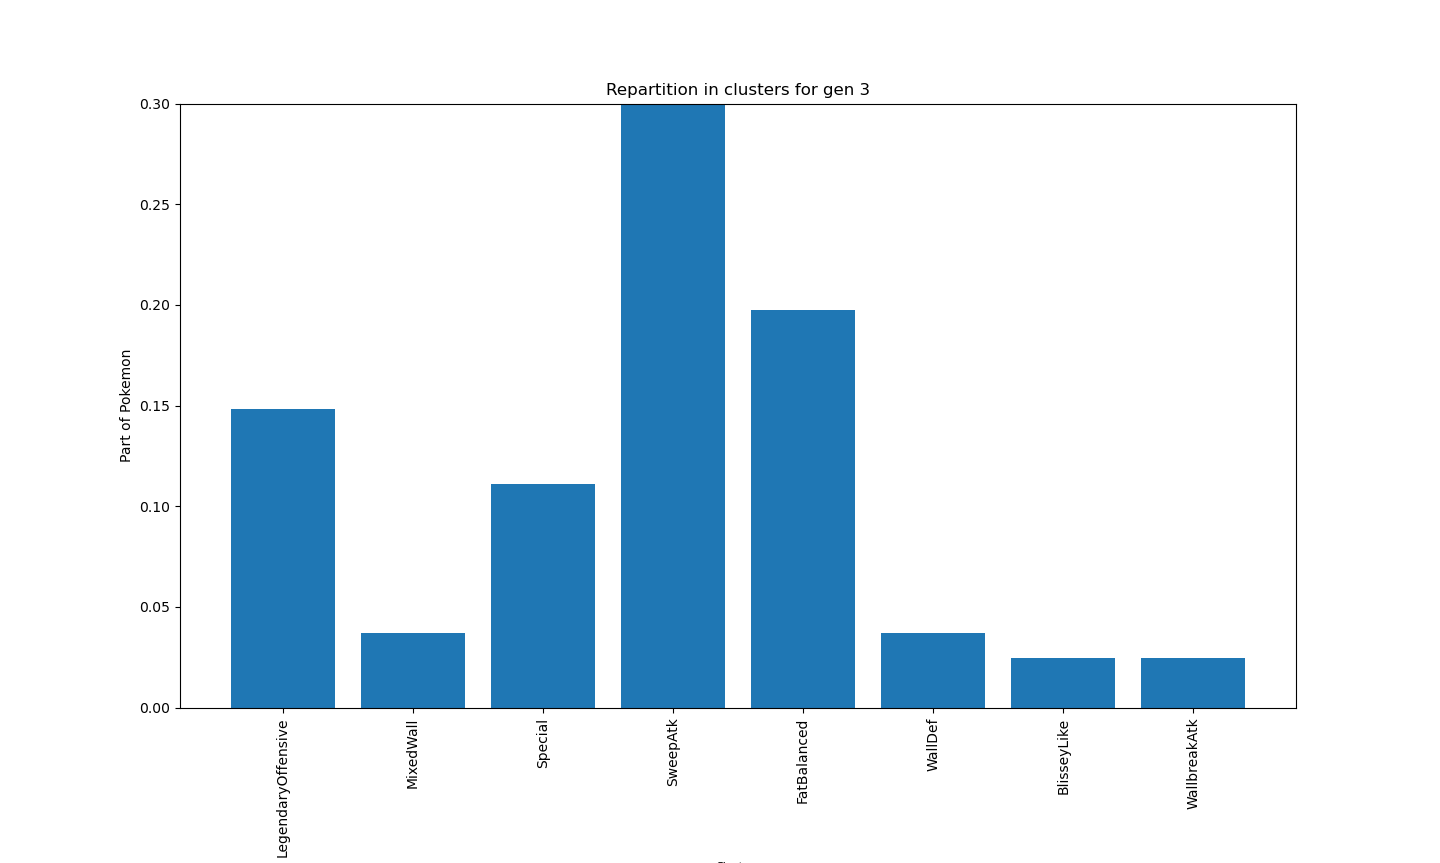 Repartition in clusters for gen 3
0.30
0.25
0.20
0.15
0.10
0.05
0.00
Part of Pokemon
LegendaryOffensive
MixedWall
Special
SweepAtk
FatBalanced
WallDef
BlisseyLike
WallbreakAtk